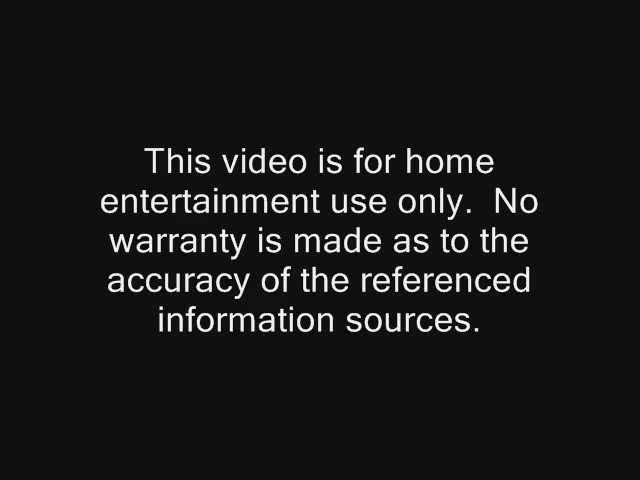 This video is for home
entertainment use only.  No
warranty is made as to the
accuracy of the referenced
information sources.